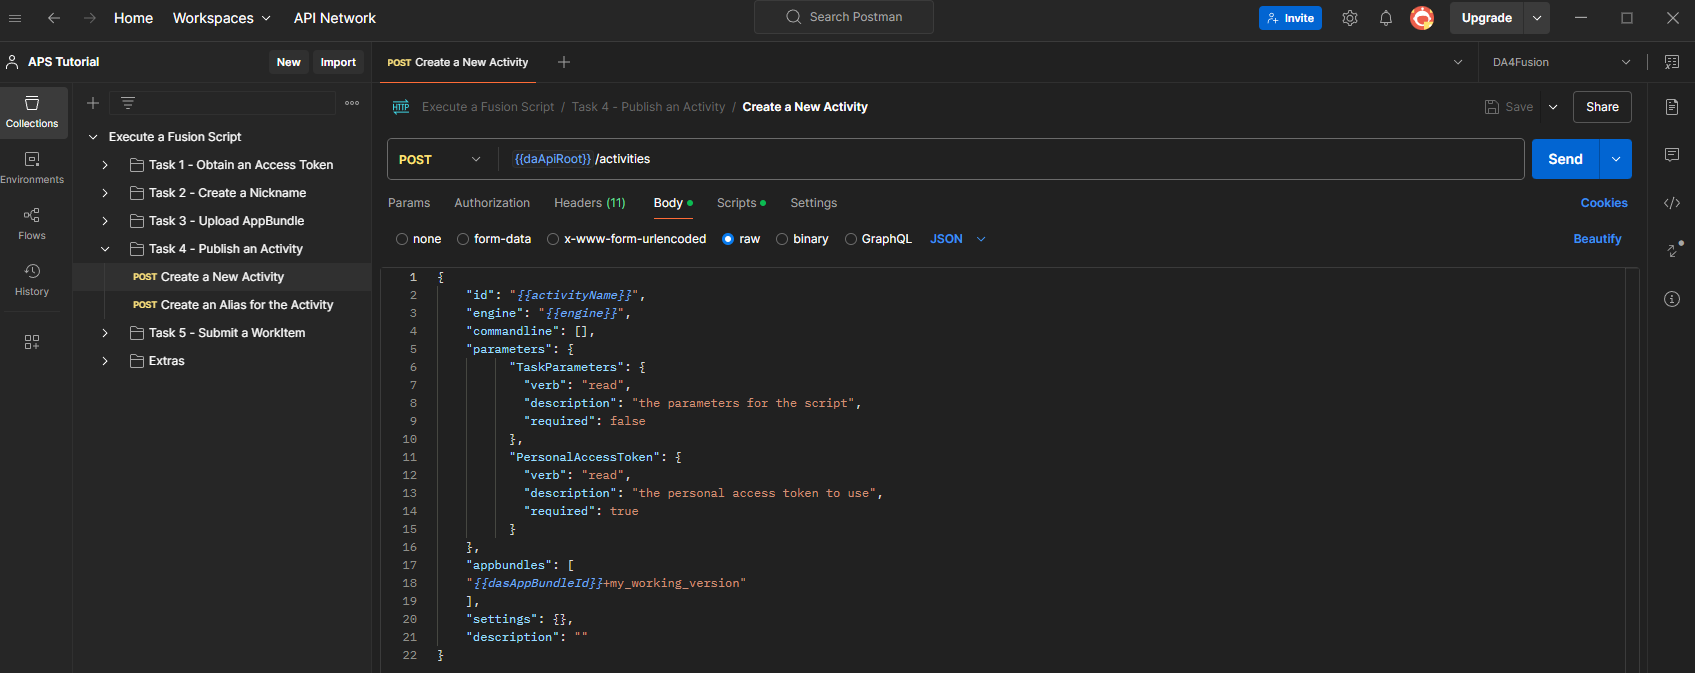 Home Workspaces API Network Search Postman Invite Upgrade
APS Tutorial New Import POST Create a New Activity DA4Fusion
Collections
Environments
Flows
History
Execute a Fusion Script
Task 1 - Obtain an Access Token
Task 2 - Create a Nickname
Task 3 - Upload AppBundle
Task 4 - Publish an Activity
POST Create a New Activity
POST Create an Alias for the Activity
Task 5 - Submit a WorkItem
Extras
HTTP Execute a Fusion Script / Task 4 - Publish an Activity / Create a New Activity Save Share
POST {{daApiRoot}} /activities Send
Params Authorization Headers (11) Body Scripts Settings Cookies
none form-data x-www-form-urlencoded raw binary GraphQL JSON Beautify
1 {
2 "id": "{{activityName}}",
3 "engine": "{{engine}}",
4 "commandline": [],
5 "parameters": {
6 "TaskParameters": {
7 "verb": "read",
8 "description": "the parameters for the script",
9 "required": false
10 },
11 "PersonalAccessToken": {
12 "verb": "read",
13 "description": "the personal access token to use",
14 "required": true
15 }
16 },
17 "appbundles": [
18 "{{dasAppBundleId}}+my_working_version"
19 ],
20 "settings": {},
21 "description": ""
22 }